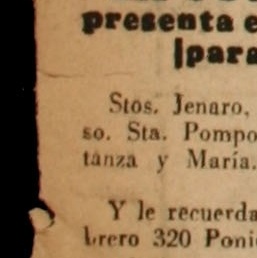 presenta e
|para
Stos. Jenaro,
so. Sta. Pompo
tanza y María.
Y le recuerda
brero 320 Poni